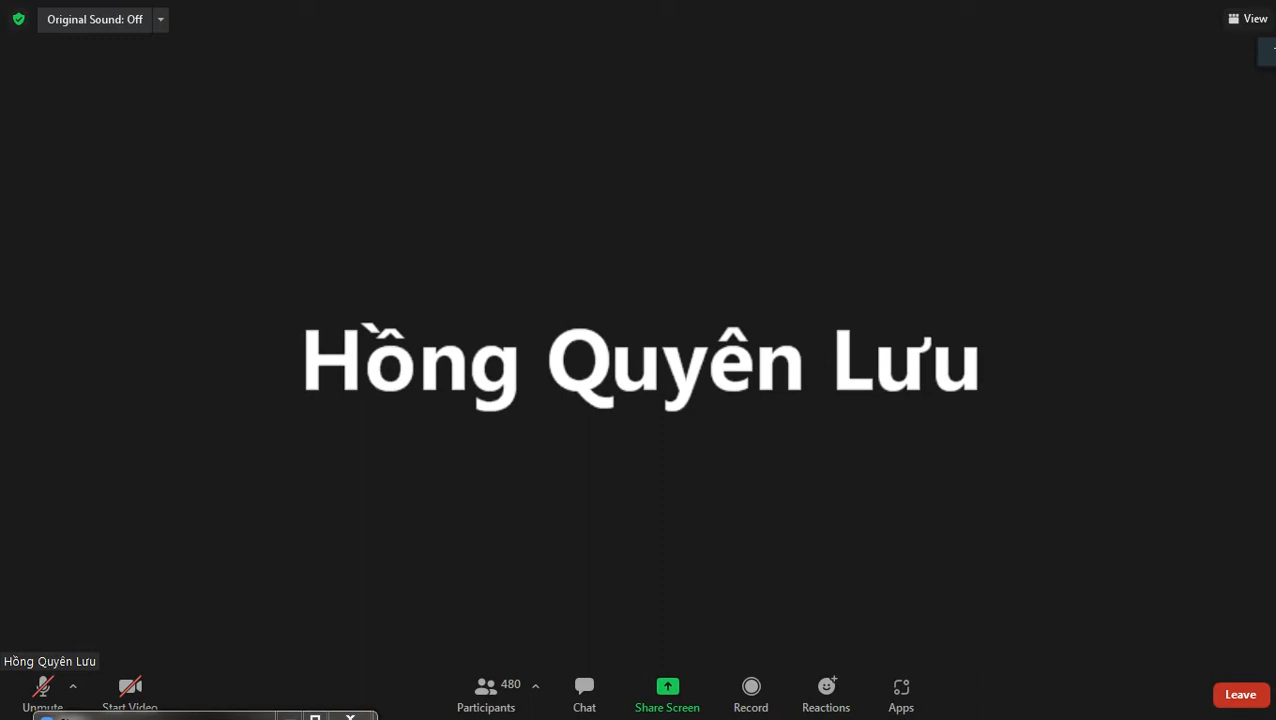 Original Sound: Off
View
Hồng Quyên Lưu
Hồng Quyên Lưu
Unmute
Start Video
480
Participants
Chat
Share Screen
Record
Reactions
Apps
Leave